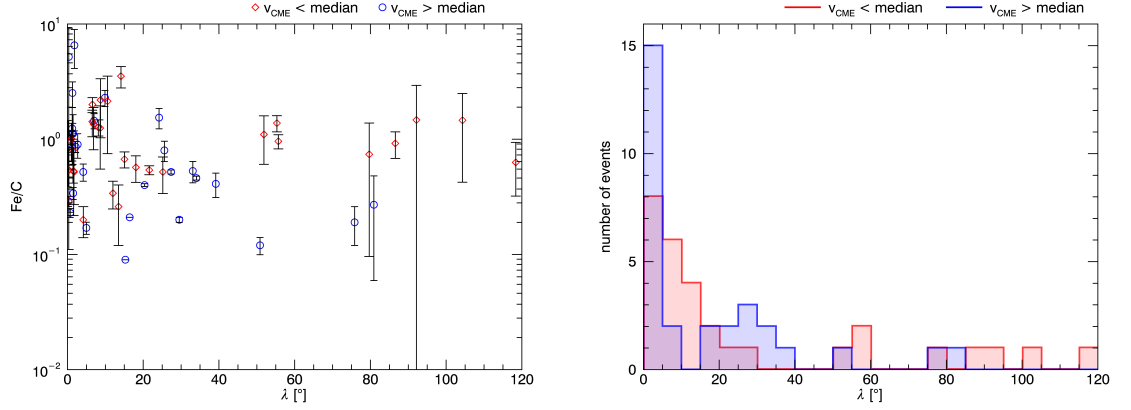 v_CME < median v_CME > median
Fe/C
10^1
10^0
10^-1
10^-2
0 20 40 60 80 100 120
λ [°]
v_CME < median v_CME > median
number of events
15
10
5
0
0 20 40 60 80 100 120
λ [°]